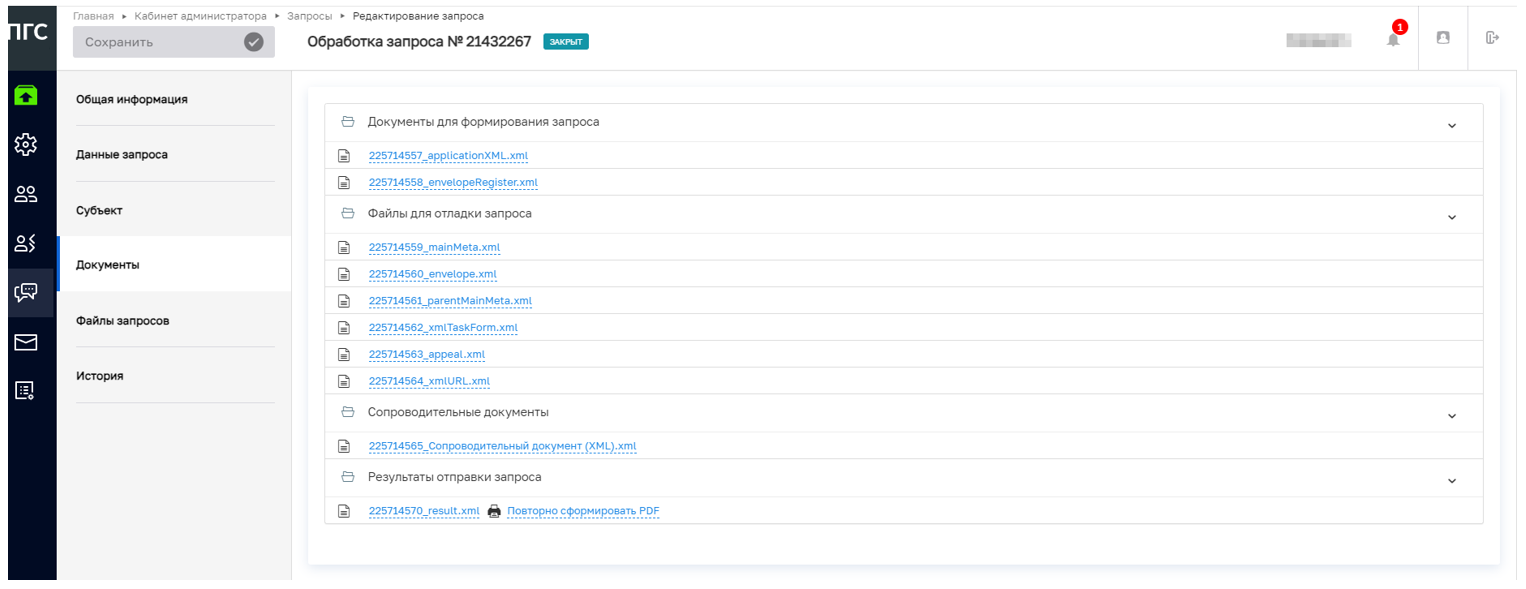 Главная ▸ Кабинет администратора ▸ Запросы ▸ Редактирование запроса
ПГС
Сохранить
Обработка запроса № 21432267 ЗАКРЫТ
1
Общая информация
Данные запроса
Субъект
Документы
Файлы запросов
История
Документы для формирования запроса
225714557_applicationXML.xml
225714558_envelopeRegister.xml
Файлы для отладки запроса
225714559_mainMeta.xml
225714560_envelope.xml
225714561_parentMainMeta.xml
225714562_xmlTaskForm.xml
225714563_appeal.xml
225714564_xmlURL.xml
Сопроводительные документы
225714565_Сопроводительный документ (XML).xml
Результаты отправки запроса
225714570_result.xml Повторно сформировать PDF